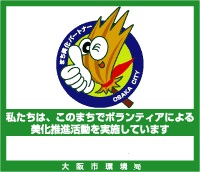 まち美化パートナー
OSAKA CITY
私たちは、このまちでボランティアによる
美化推進活動を実施しています
大阪市環境局